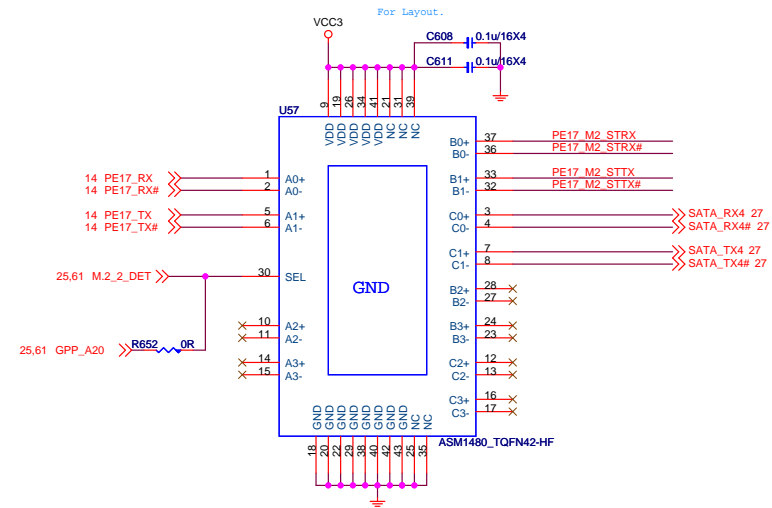 For Layout.
VCC3
C608 0.1u/16X4
C611 0.1u/16X4
U57
9 19 26 34 41 21 31 39
VDD VDD VDD VDD VDD NC NC NC
14 PE17_RX 1 A0+
14 PE17_RX# 2 A0-
14 PE17_TX 5 A1+
14 PE17_TX# 6 A1-
25,61 M.2_2_DET 30 SEL
10 A2+
11 A2-
25,61 GPP_A20 R652 0R
14 A3+
15 A3-
GND
B0+ 37 PE17_M2_STRX
B0- 36 PE17_M2_STRX#
B1+ 33 PE17_M2_STTX
B1- 32 PE17_M2_STTX#
C0+ 3 SATA_RX4 27
C0- 4 SATA_RX4# 27
C1+ 7 SATA_TX4 27
C1- 8 SATA_TX4# 27
B2+ 28
B2- 27
B3+ 24
B3- 23
C2+ 12
C2- 13
C3+ 16
C3- 17
GND GND GND GND GND GND GND GND NC NC
18 20 22 29 38 40 42 43 25 35
ASM1480_TQFN42-HF